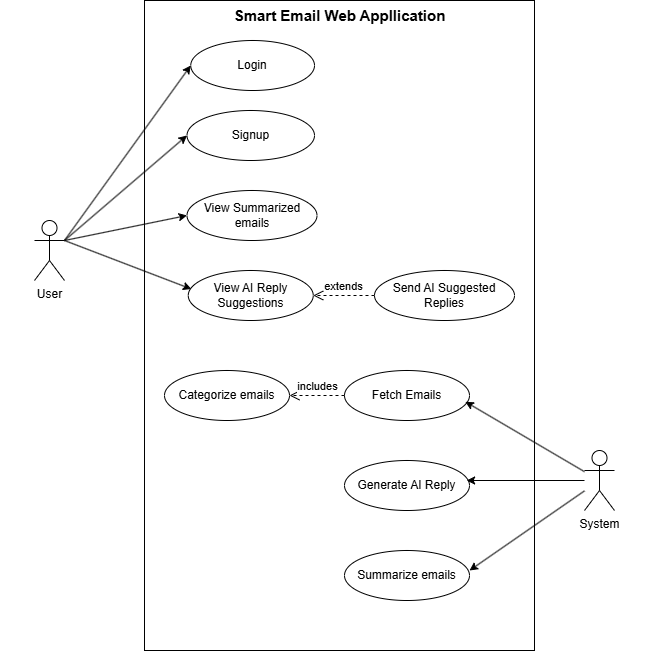 Smart Email Web Appllication
Login
Signup
View Summarized
emails
View AI Reply
Suggestions
extends
Send AI Suggested
Replies
User
Categorize emails
includes
Fetch Emails
Generate AI Reply
System
Summarize emails